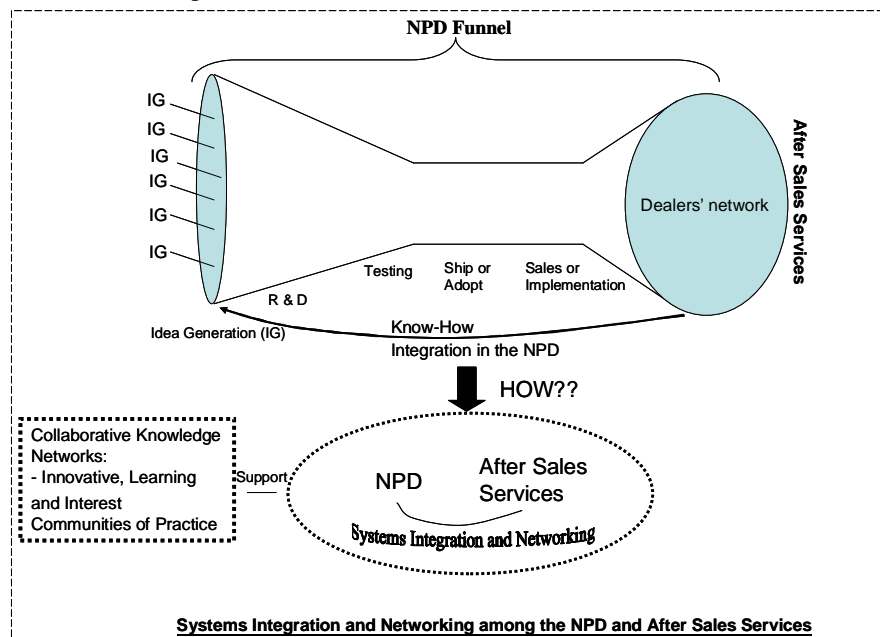 NPD Funnel
IG
IG
IG
IG
IG
IG
Dealers' network
After Sales Services
Testing
Ship or
Adopt
Sales or
Implementation
R & D
Idea Generation (IG)
Know-How
Integration in the NPD
HOW??
Collaborative Knowledge
Networks:
- Innovative, Learning
and Interest
Communities of Practice
Support
NPD
After Sales
Services
Systems Integration and Networking
Systems Integration and Networking among the NPD and After Sales Services